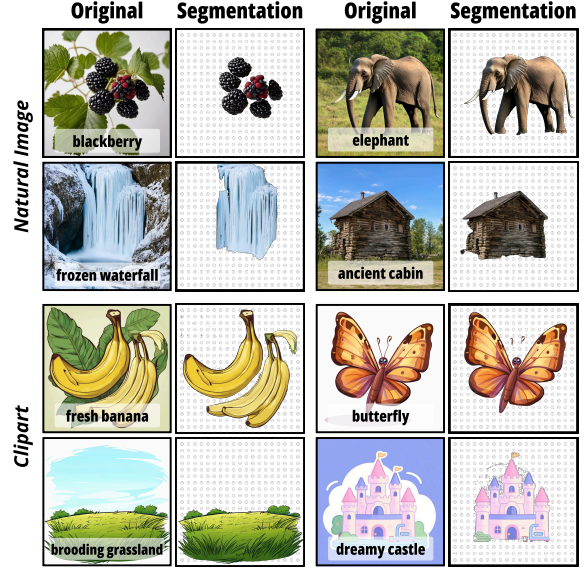 Original Segmentation Original Segmentation
Natural Image
blackberry
elephant
frozen waterfall
ancient cabin
Clipart
fresh banana
butterfly
brooding grassland
dreamy castle